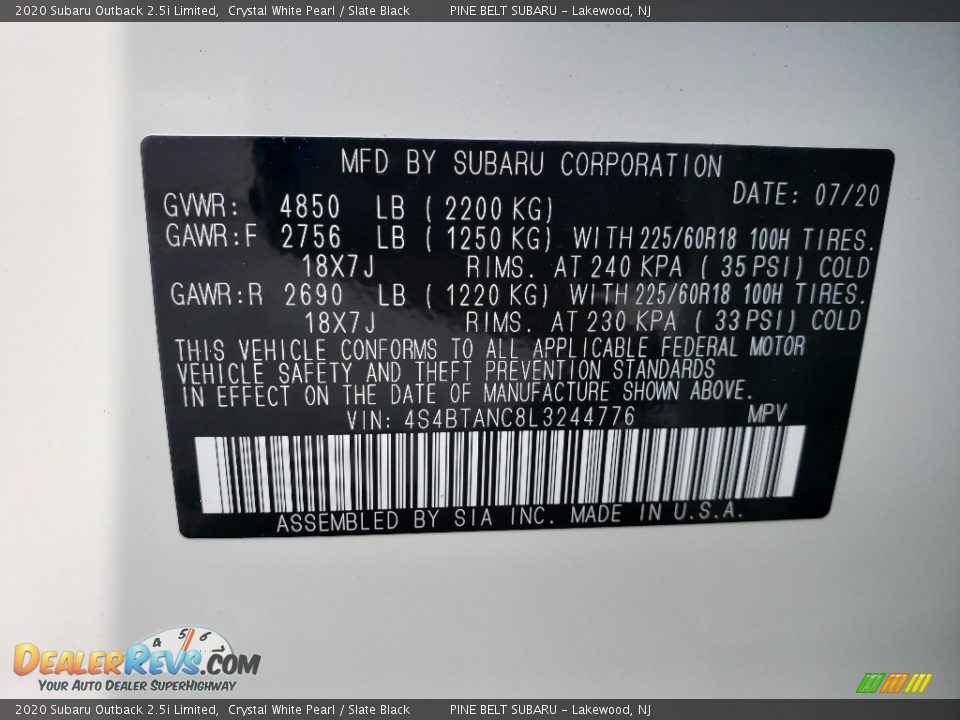 2020 Subaru Outback 2.5i Limited, Crystal White Pearl / Slate Black PINE BELT SUBARU - Lakewood, NJ
MFD BY SUBARU CORPORATION
DATE: 07/20
GVWR: 4850 LB ( 2200 KG)
GAWR:F 2756 LB ( 1250 KG) WITH 225/60R18 100H TIRES.
18X7J RIMS. AT 240 KPA ( 35 PSI) COLD
GAWR:R 2690 LB ( 1220 KG) WITH 225/60R18 100H TIRES.
18X7J RIMS. AT 230 KPA ( 33 PSI) COLD
THIS VEHICLE CONFORMS TO ALL APPLICABLE FEDERAL MOTOR
VEHICLE SAFETY AND THEFT PREVENTION STANDARDS
IN EFFECT ON THE DATE OF MANUFACTURE SHOWN ABOVE.
VIN: 4S4BTANC8L3244776 MPV
ASSEMBLED BY SIA INC. MADE IN U.S.A.
4 5 6 7
DEALERREVS.COM
YOUR AUTO DEALER SUPERHIGHWAY
2020 Subaru Outback 2.5i Limited, Crystal White Pearl / Slate Black PINE BELT SUBARU - Lakewood, NJ